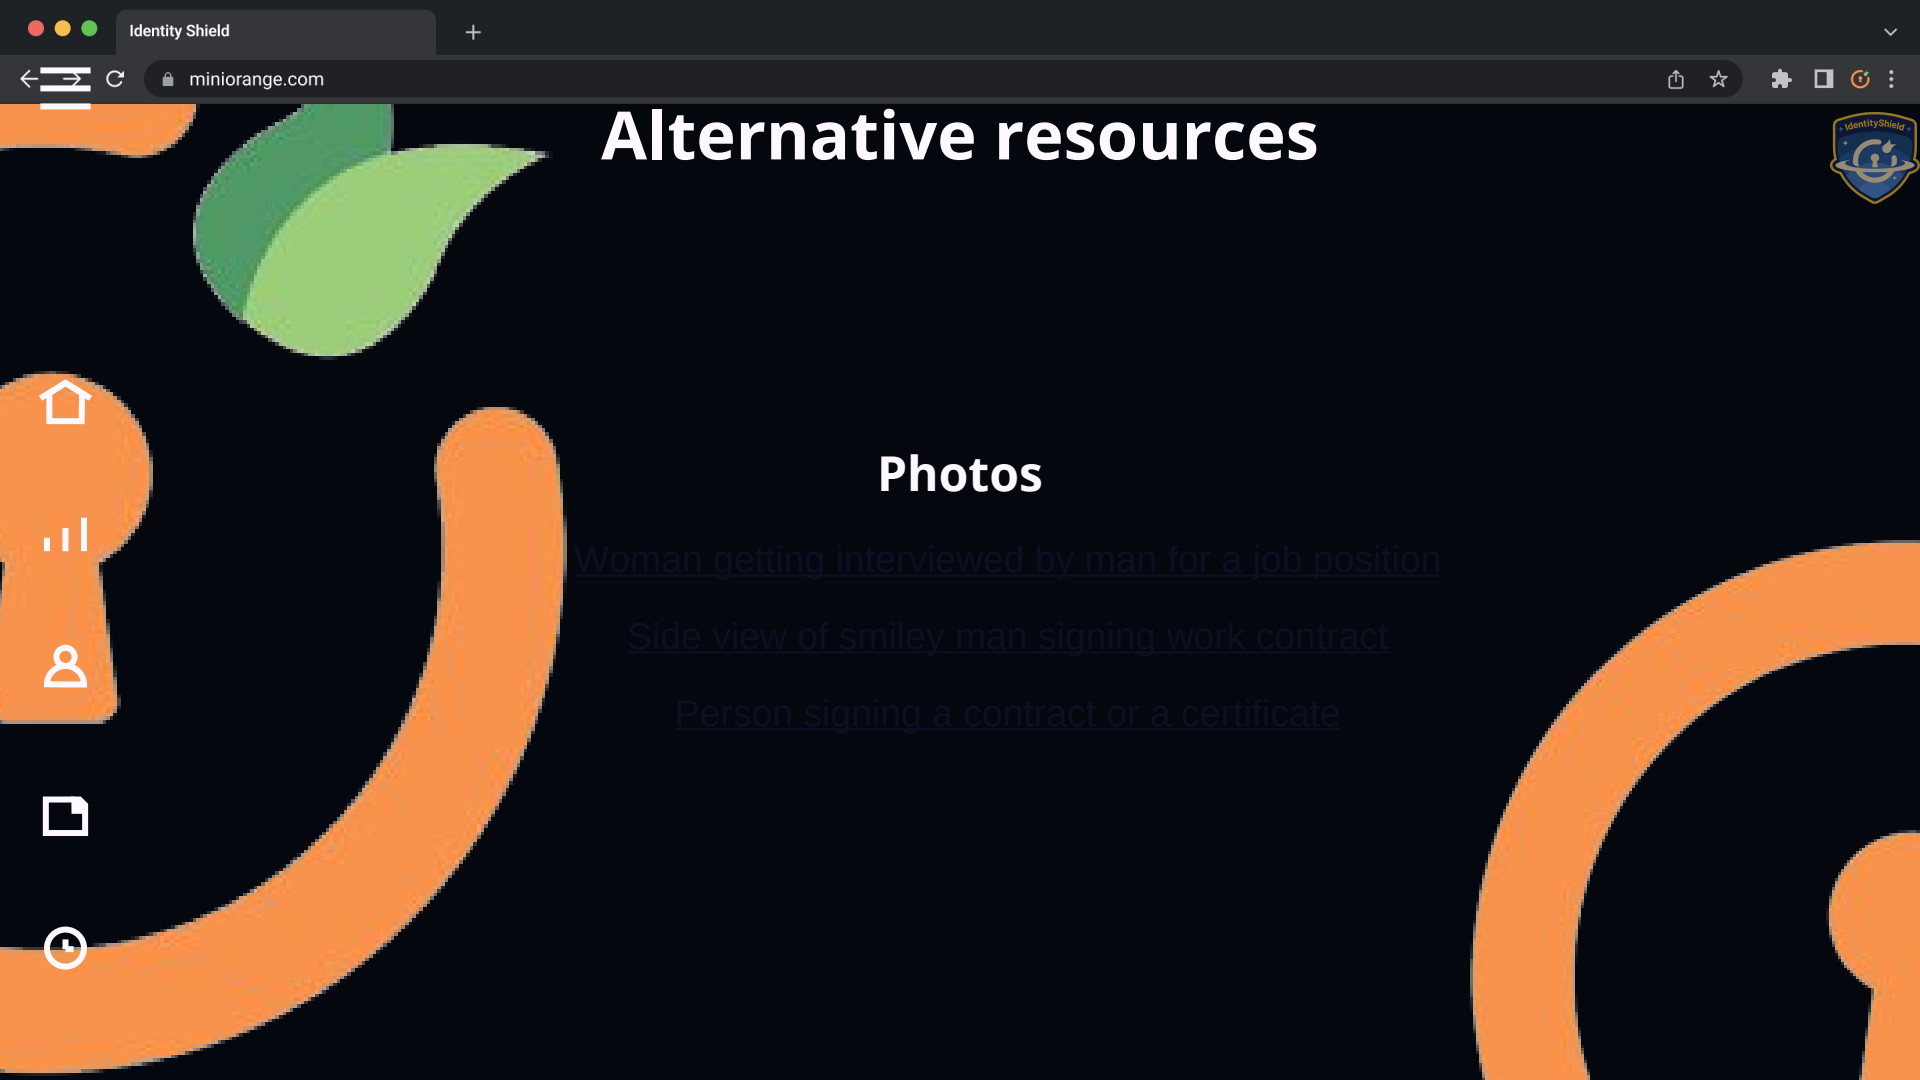 Identity Shield
miniorange.com
Alternative resources
IdentityShield
Photos
Woman getting interviewed by man for a job position
Side view of smiley man signing work contract
Person signing a contract or a certificate